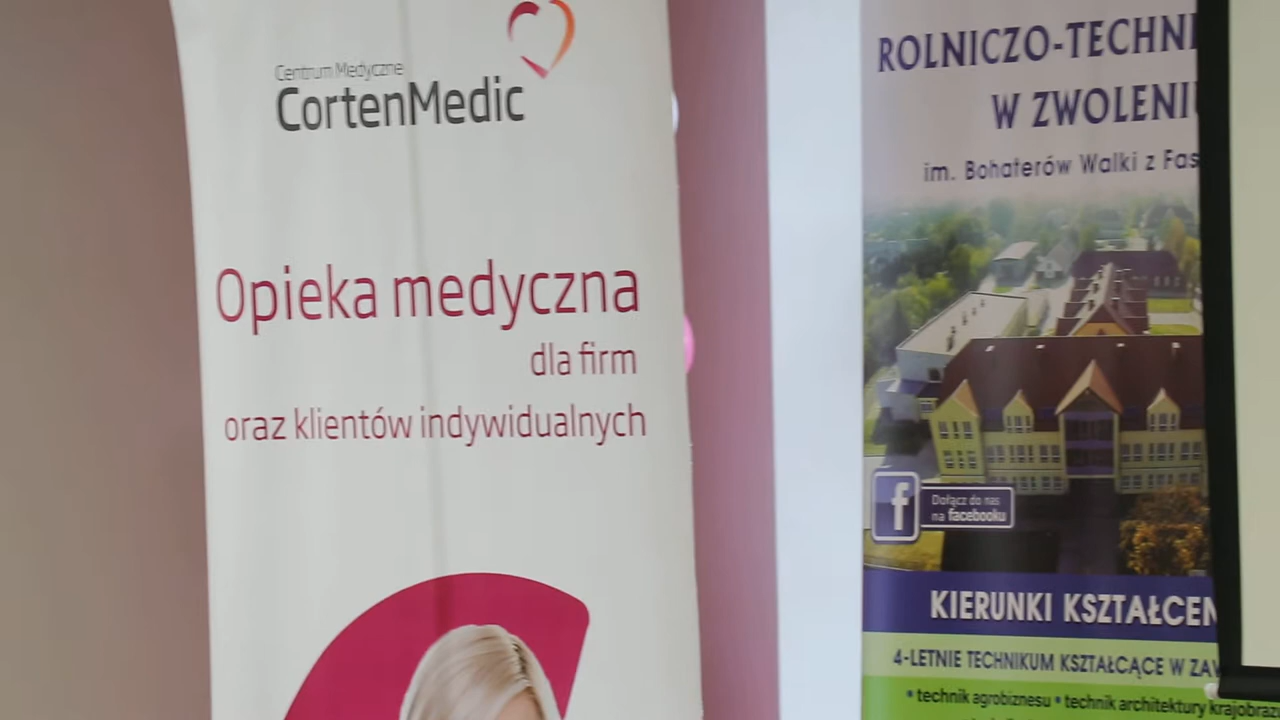 Centrum Medyczne
CortenMedic
Opieka medyczna
dla firm
oraz klientów indywidualnych
ROLNICZO-TECHNI
W ZWOLENIU
im. Bohaterów Walki z Fas
f
Dołącz do nas
na facebooku
KIERUNKI KSZTAŁCEN
4-LETNIE TECHNIKUM KSZTAŁCĄCE W ZAW
• technik agrobiznesu • technik architektury krajobraz